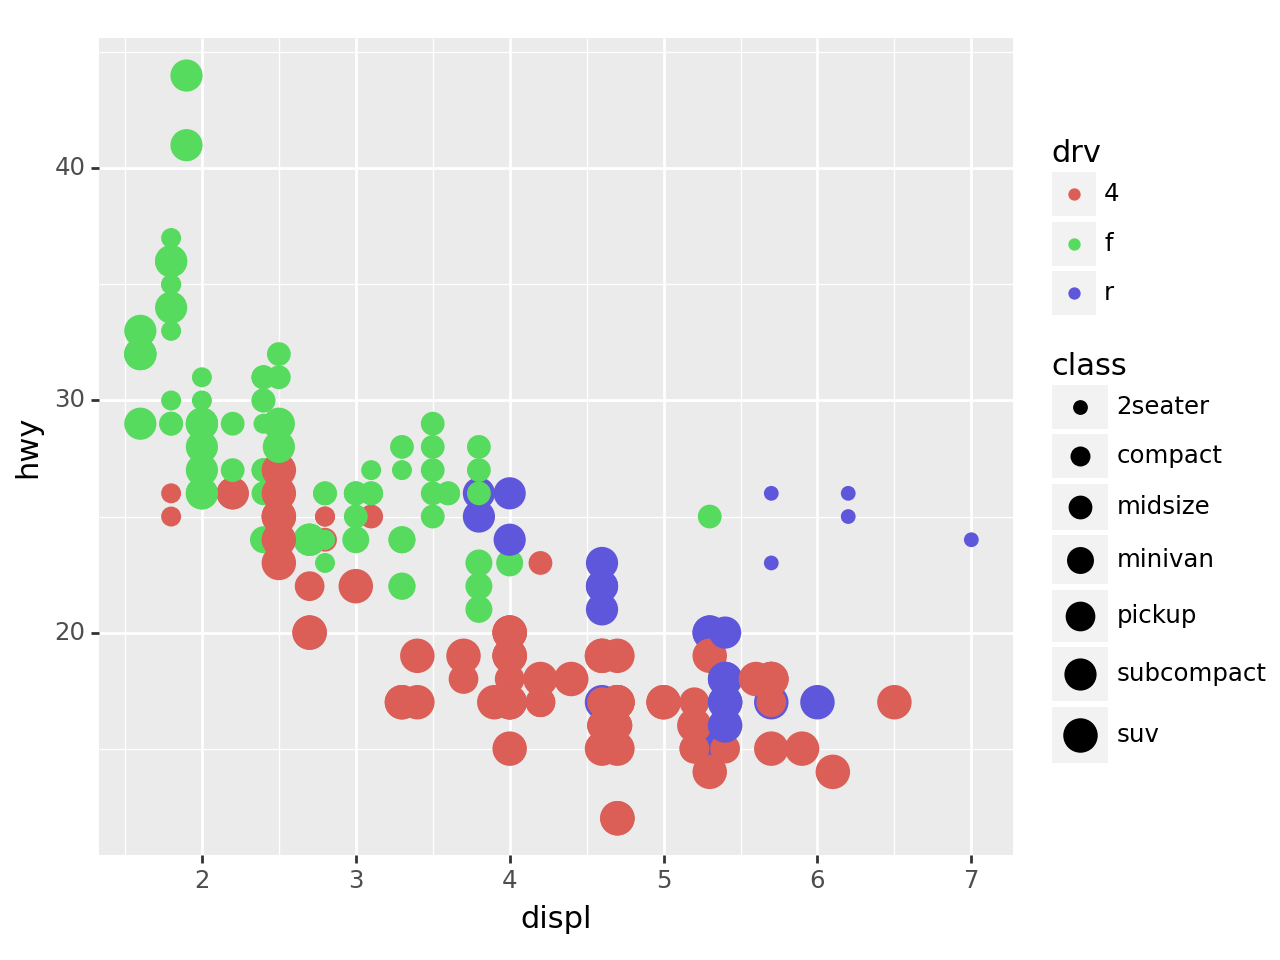 40
30
20
2 3 4 5 6 7
displ
hwy
drv
4
f
r
class
2seater
compact
midsize
minivan
pickup
subcompact
suv